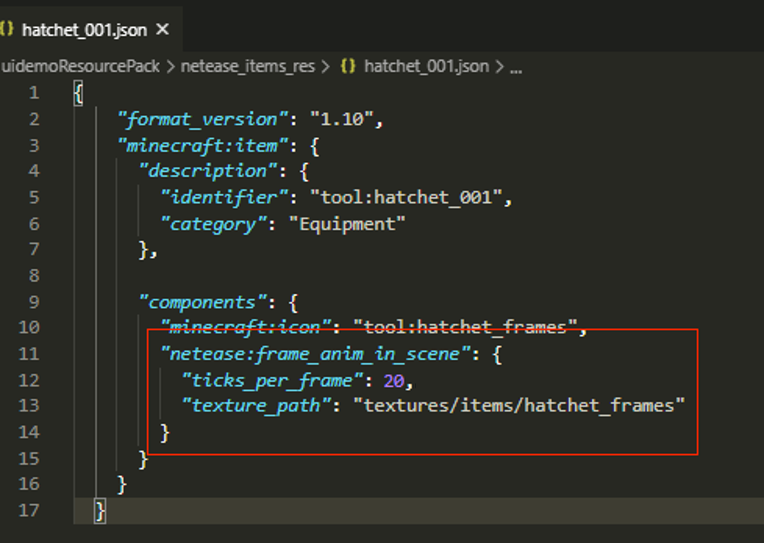 {} hatchet_001.json ×
uidemoResourcePack > netease_items_res > {} hatchet_001.json > ...
1 {
2 "format_version": "1.10",
3 "minecraft:item": {
4 "description": {
5 "identifier": "tool:hatchet_001",
6 "category": "Equipment"
7 },
8
9 "components": {
10 "minecraft:icon": "tool:hatchet_frames",
11 "netease:frame_anim_in_scene": {
12 "ticks_per_frame": 20,
13 "texture_path": "textures/items/hatchet_frames"
14 }
15 }
16 }
17 }